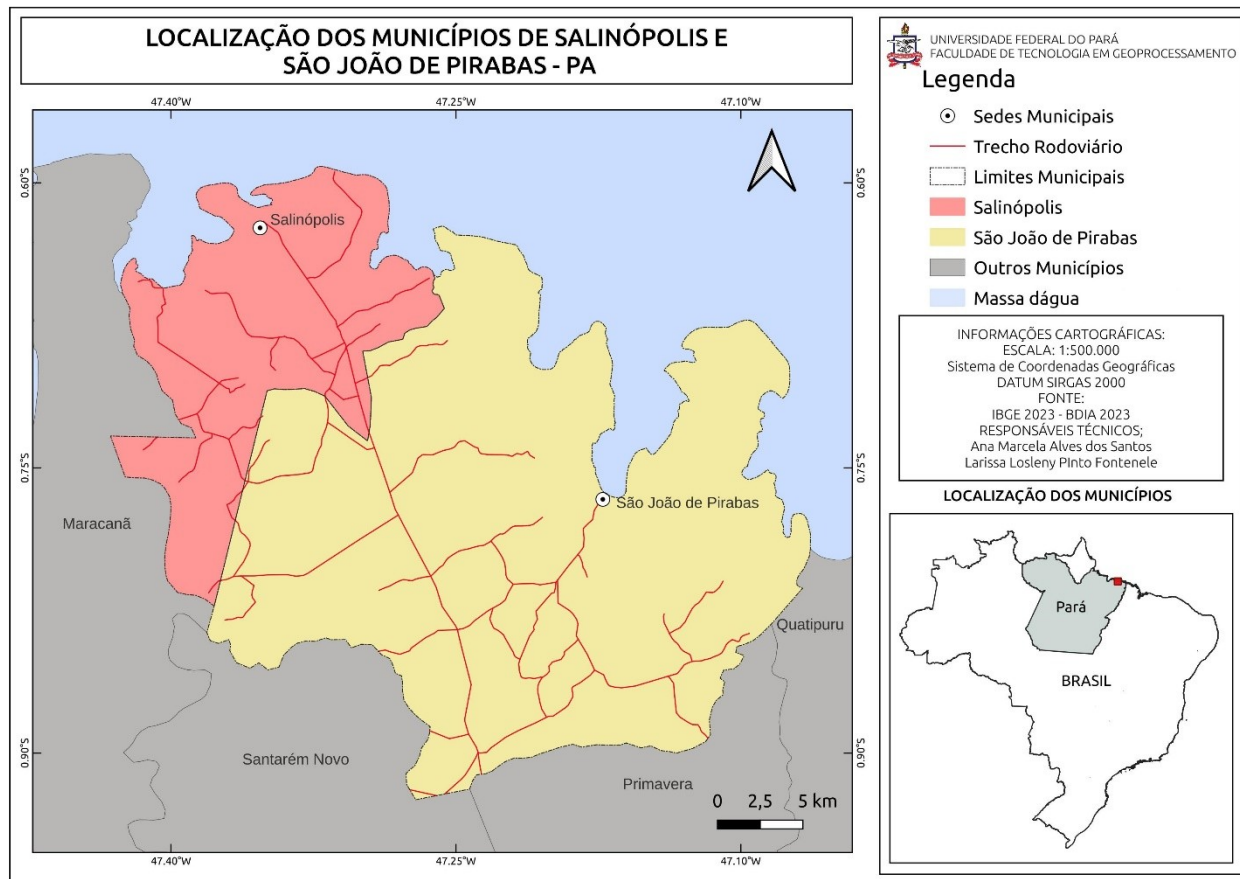 LOCALIZAÇÃO DOS MUNICÍPIOS DE SALINÓPOLIS E
SÃO JOÃO DE PIRABAS - PA
47.40°W
47.25°W
47.10°W
0.60°S
0.60°S
Salinópolis
0.75°S
0.75°S
São João de Pirabas
Maracanã
Quatipuru
Santarém Novo
Primavera
0.90°S
0.90°S
0 2,5 5 km
47.40°W
47.25°W
47.10°W
UNIVERSIDADE FEDERAL DO PARÁ
FACULDADE DE TECNOLOGIA EM GEOPROCESSAMENTO
Legenda
Sedes Municipais
Trecho Rodoviário
Limites Municipais
Salinópolis
São João de Pirabas
Outros Municípios
Massa dágua
INFORMAÇÕES CARTOGRÁFICAS:
ESCALA: 1:500.000
Sistema de Coordenadas Geográficas
DATUM SIRGAS 2000
FONTE:
IBGE 2023 - BDIA 2023
RESPONSÁVEIS TÉCNICOS;
Ana Marcela Alves dos Santos
Larissa Losleny PInto Fontenele
LOCALIZAÇÃO DOS MUNICÍPIOS
Pará
BRASIL